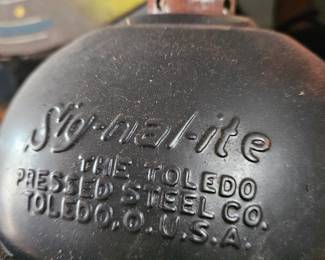 Sig-nal-ite
THE TOLEDO
PRESSED STEEL CO.
TOLEDO, O. U.S.A.